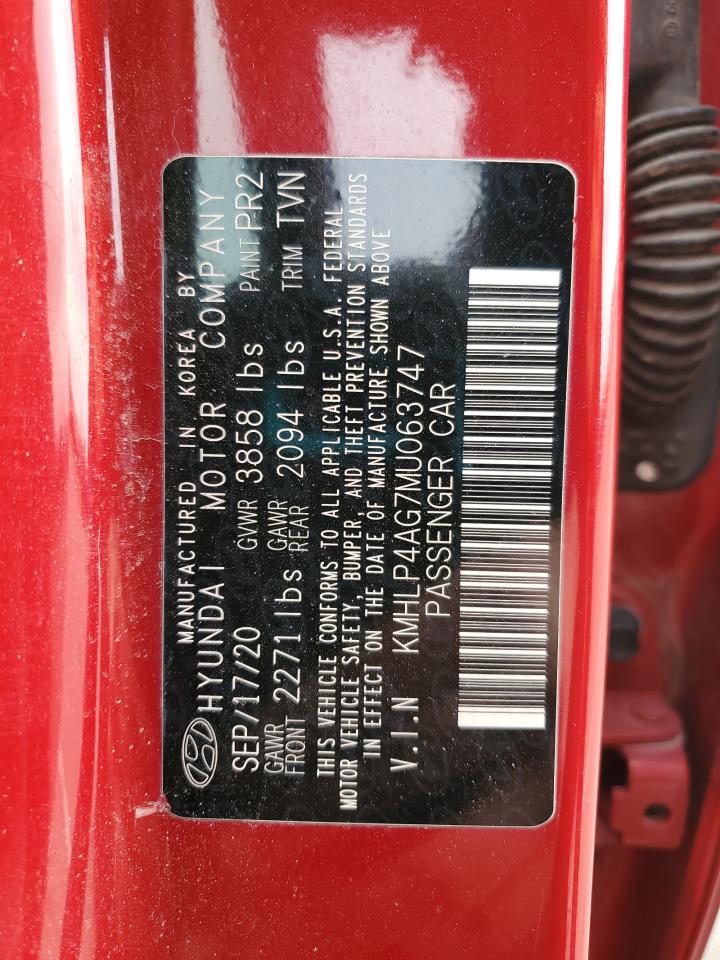 MANUFACTURED IN KOREA BY
HYUNDAI MOTOR COMPANY
SEP/17/20 GVWR 3858 lbs PAINT PR2
GAWR FRONT 2271 lbs GAWR REAR 2094 lbs TRIM TVN
THIS VEHICLE CONFORMS TO ALL APPLICABLE U.S.A. FEDERAL
MOTOR VEHICLE SAFETY, BUMPER, AND THEFT PREVENTION STANDARDS
IN EFFECT ON THE DATE OF MANUFACTURE SHOWN ABOVE
V.I.N KMHLP4AG7MU063747
PASSENGER CAR